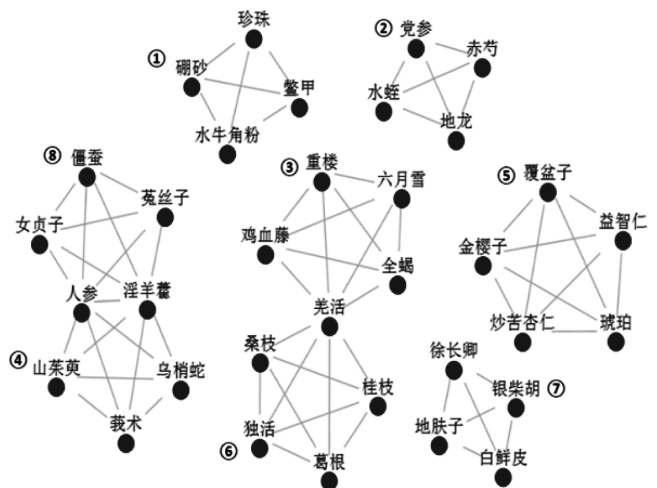 ① 珍珠
硼砂
鳖甲
水牛角粉
② 党参
赤芍
水蛭
地龙
⑧ 僵蚕
菟丝子
女贞子
人参
淫羊藿
④ 山茱萸
乌梢蛇
莪术
③ 重楼
六月雪
鸡血藤
全蝎
羌活
桑枝
桂枝
独活
⑥ 葛根
⑤ 覆盆子
益智仁
金樱子
炒苦杏仁
琥珀
徐长卿
银柴胡 ⑦
地肤子
白鲜皮